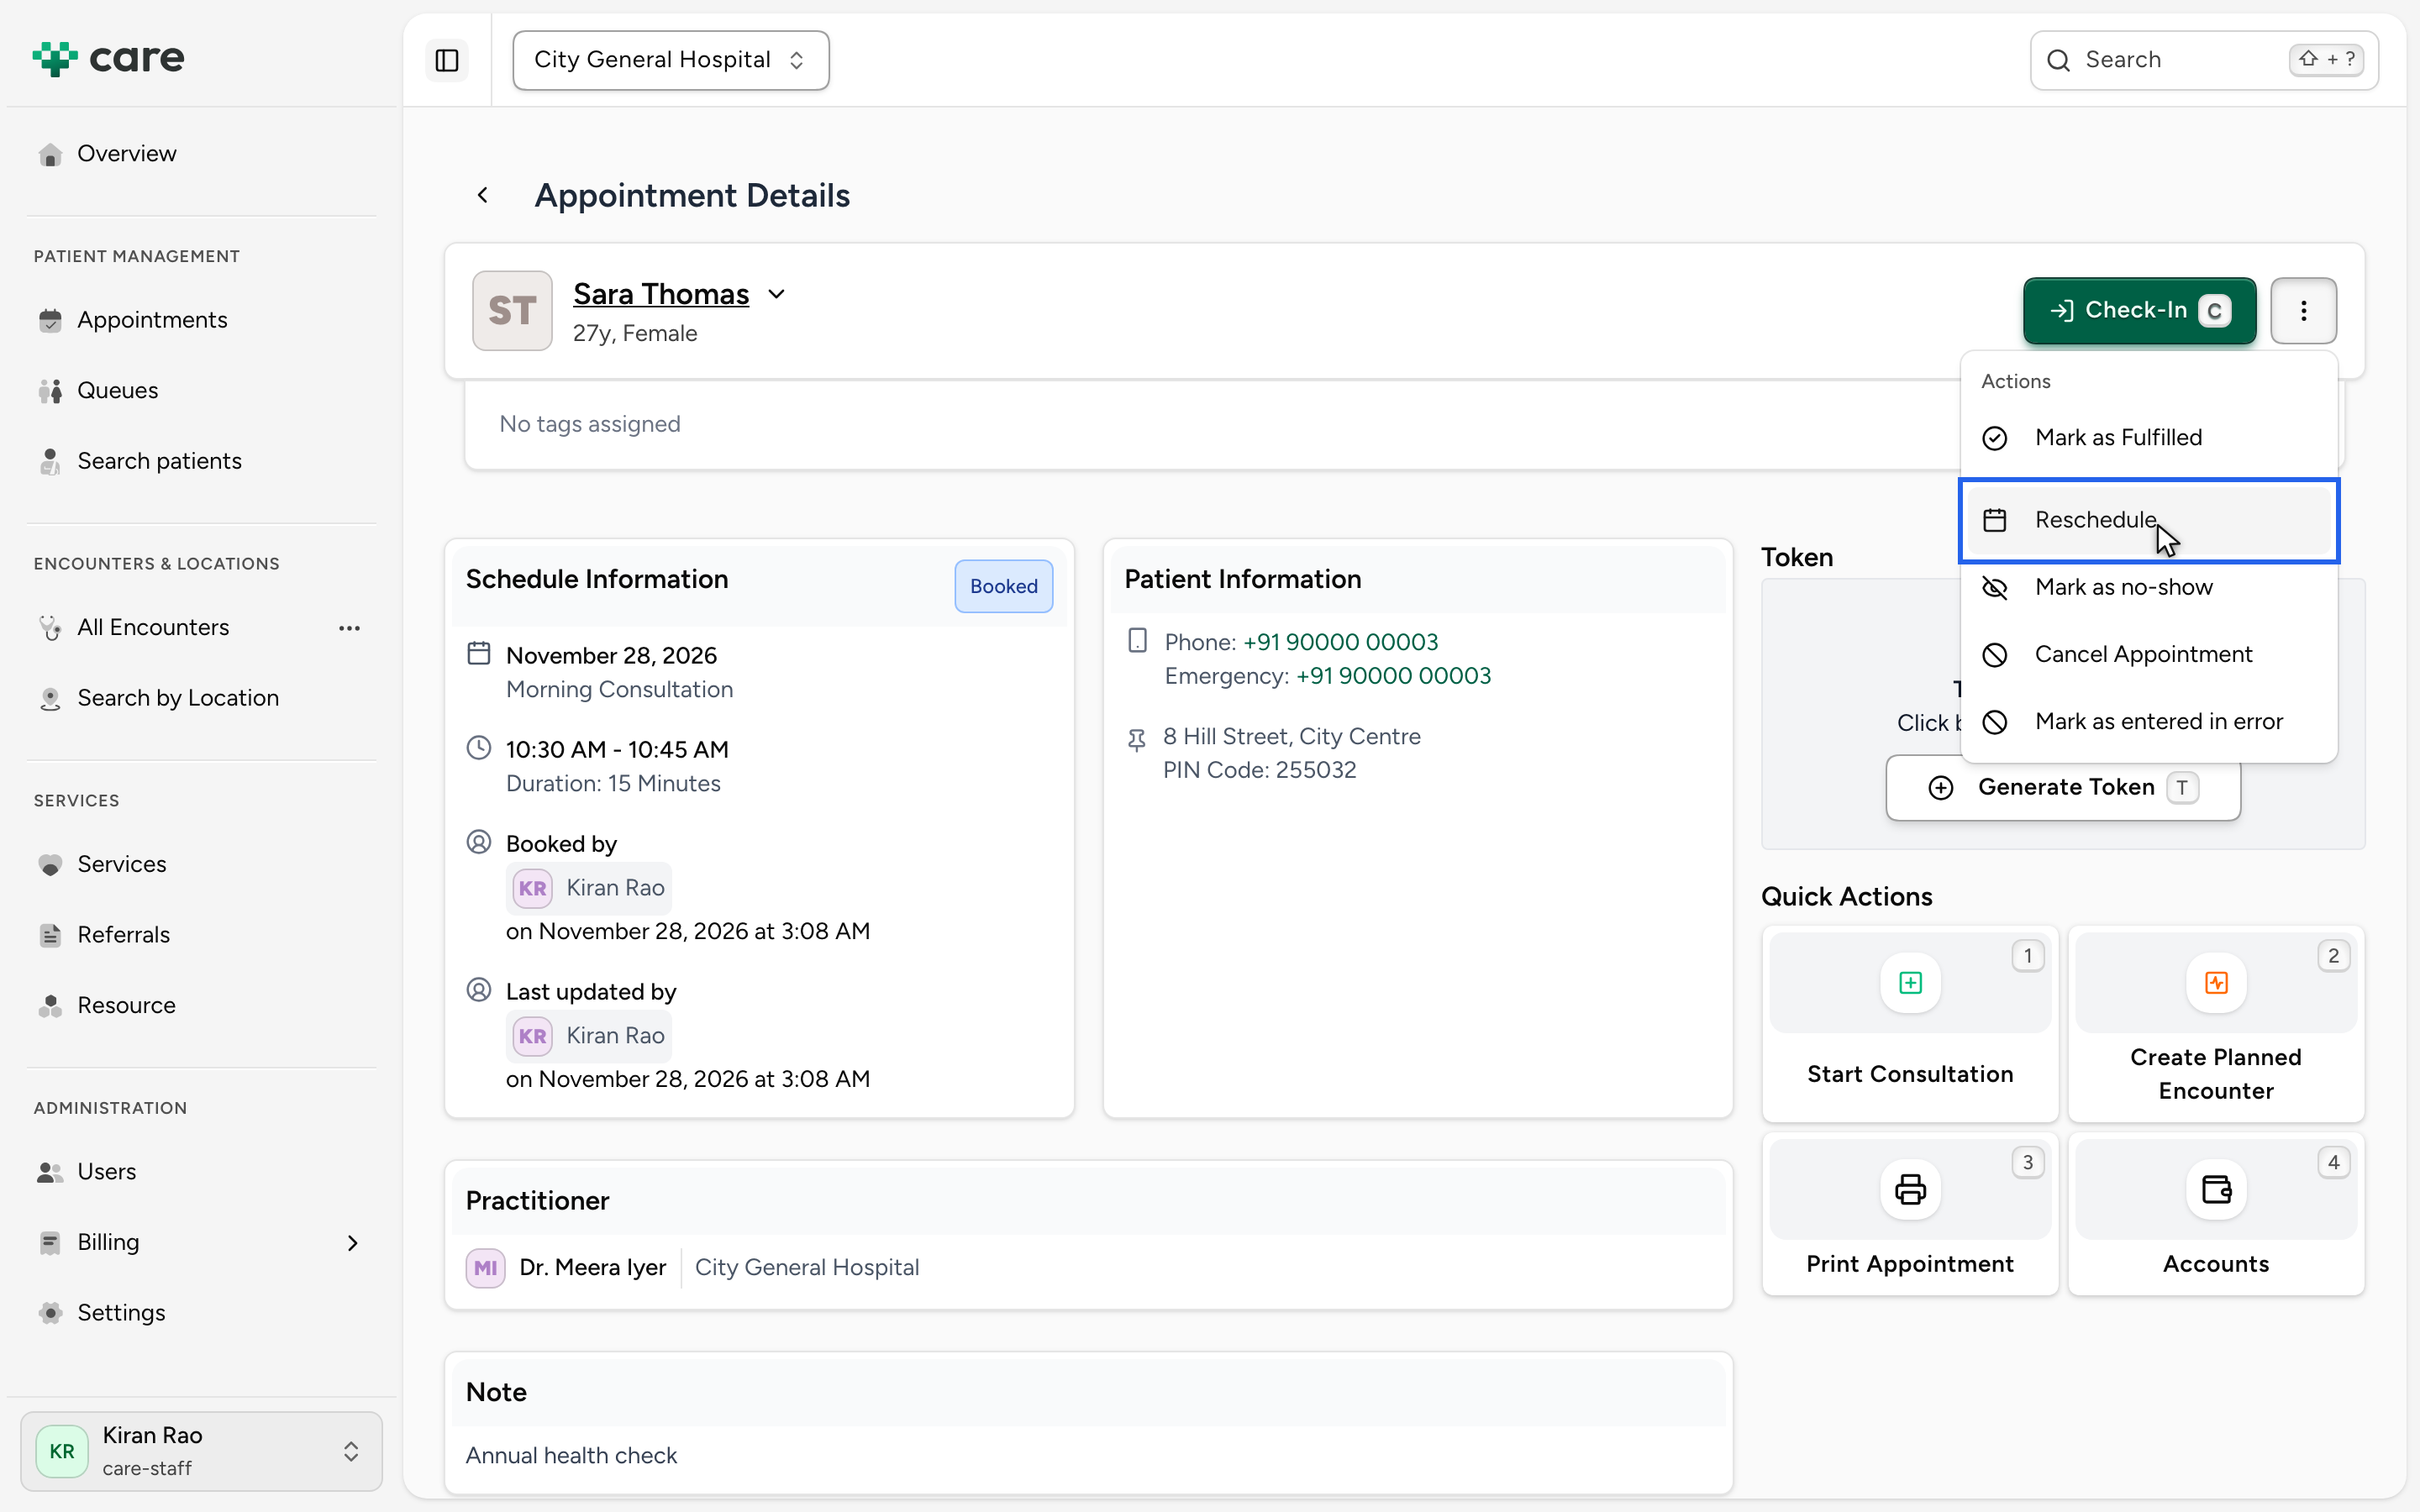 care
City General Hospital
Search
⇧ + ?
Overview
PATIENT MANAGEMENT
Appointments
Queues
Search patients
ENCOUNTERS & LOCATIONS
All Encounters
Search by Location
SERVICES
Services
Referrals
Resource
ADMINISTRATION
Users
Billing
Settings
KR
Kiran Rao
care-staff
Appointment Details
ST
Sara Thomas
27y, Female
Check-In C
No tags assigned
Actions
Mark as Fulfilled
Reschedule
Mark as no-show
Cancel Appointment
Mark as entered in error
Schedule Information
Booked
November 28, 2026
Morning Consultation
10:30 AM - 10:45 AM
Duration: 15 Minutes
Booked by
KR Kiran Rao
on November 28, 2026 at 3:08 AM
Last updated by
KR Kiran Rao
on November 28, 2026 at 3:08 AM
Patient Information
Phone: +91 90000 00003
Emergency: +91 90000 00003
8 Hill Street, City Centre
PIN Code: 255032
Practitioner
MI Dr. Meera Iyer City General Hospital
Note
Annual health check
Token
Click
Generate Token T
Quick Actions
1
Start Consultation
2
Create Planned
Encounter
3
Print Appointment
4
Accounts